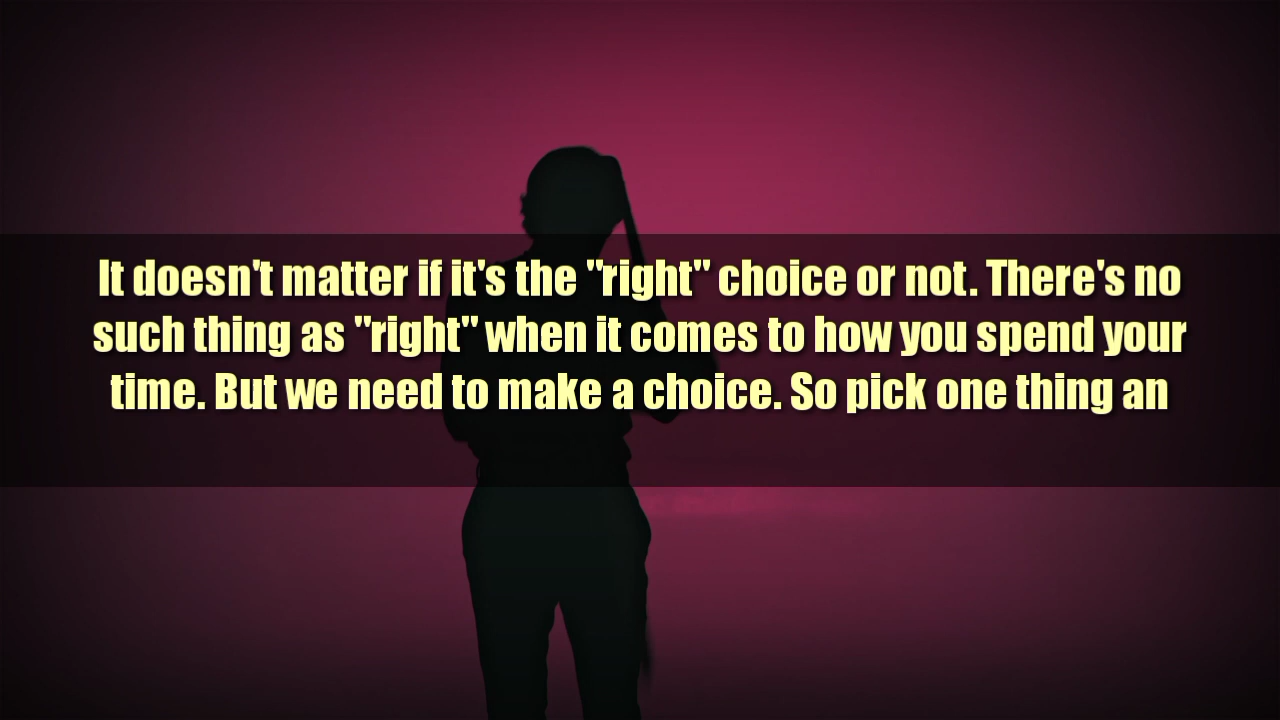 It doesn't matter if it's the "right" choice or not. There's no
such thing as "right" when it comes to how you spend your
time. But we need to make a choice. So pick one thing an